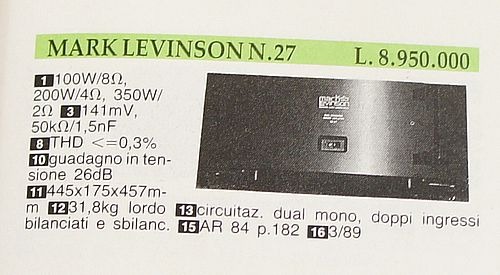 MARK LEVINSON N.27 L. 8.950.000
1 100W/8Ω,
200W/4Ω, 350W/
2Ω 3 141mV,
50kΩ/1,5nF
8 THD <=0,3%
10 guadagno in ten-
sione 26dB
11 445x175x457m-
m 12 31,8kg lordo 13 circuitaz. dual mono, doppi ingressi
bilanciati e sbilanc. 15 AR 84 p.182 16 3/89
mark
levinson